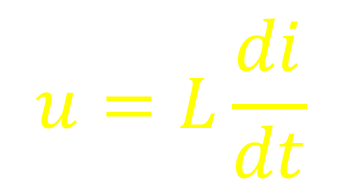 u = L di/dt